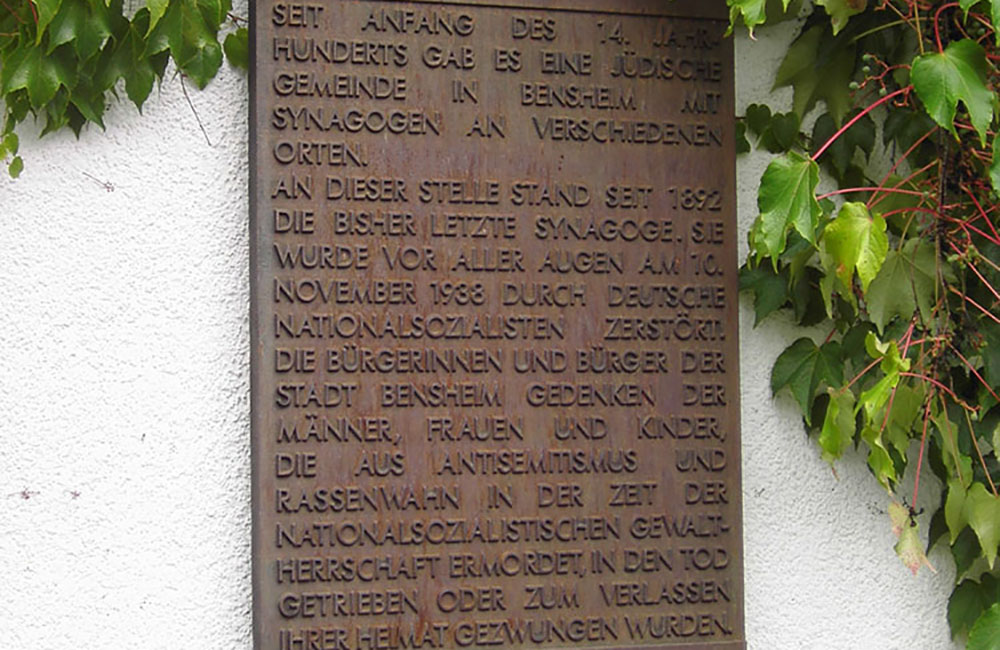 SEIT ANFANG DES 14. JAHR-
HUNDERTS GAB ES EINE JÜDISCHE
GEMEINDE IN BENSHEIM MIT
SYNAGOGEN AN VERSCHIEDENEN
ORTEN.
AN DIESER STELLE STAND SEIT 1892
DIE BISHER LETZTE SYNAGOGE. SIE
WURDE VOR ALLER AUGEN AM 10.
NOVEMBER 1938 DURCH DEUTSCHE
NATIONALSOZIALISTEN ZERSTÖRT.
DIE BÜRGERINNEN UND BÜRGER DER
STADT BENSHEIM GEDENKEN DER
MÄNNER, FRAUEN UND KINDER,
DIE AUS ANTISEMITISMUS UND
RASSENWAHN IN DER ZEIT DER
NATIONALSOZIALISTISCHEN GEWALT-
HERRSCHAFT ERMORDET, IN DEN TOD
GETRIEBEN ODER ZUM VERLASSEN
IHRER HEIMAT GEZWUNGEN WURDEN.